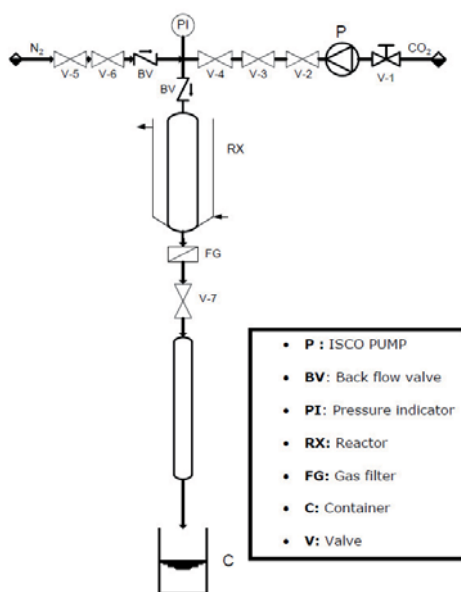 PI
P
N₂
CO₂
V-5
V-6
BV
V-4
V-3
V-2
V-1
BV
RX
FG
V-7
C
• P : ISCO PUMP
• BV: Back flow valve
• PI: Pressure indicator
• RX: Reactor
• FG: Gas filter
• C: Container
• V: Valve